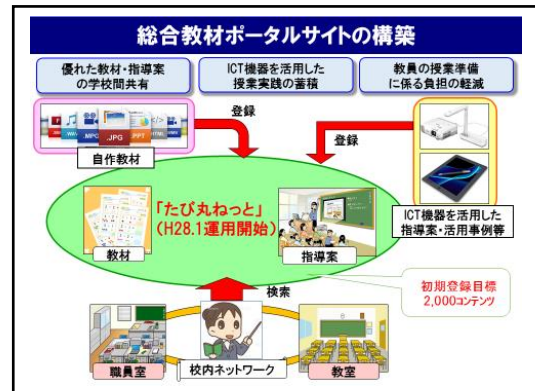 総合教材ポータルサイトの構築
優れた教材・指導案
の学校間共有
ICT機器を活用した
授業実践の蓄積
教員の授業準備
に係る負担の軽減
登録
登録
.JPG
.PPT
自作教材
「たび丸ねっと」
(H28.1運用開始)
教材
指導案
ICT機器を活用した
指導案・活用事例等
検索
初期登録目標
2,000コンテンツ
職員室
校内ネットワーク
教室